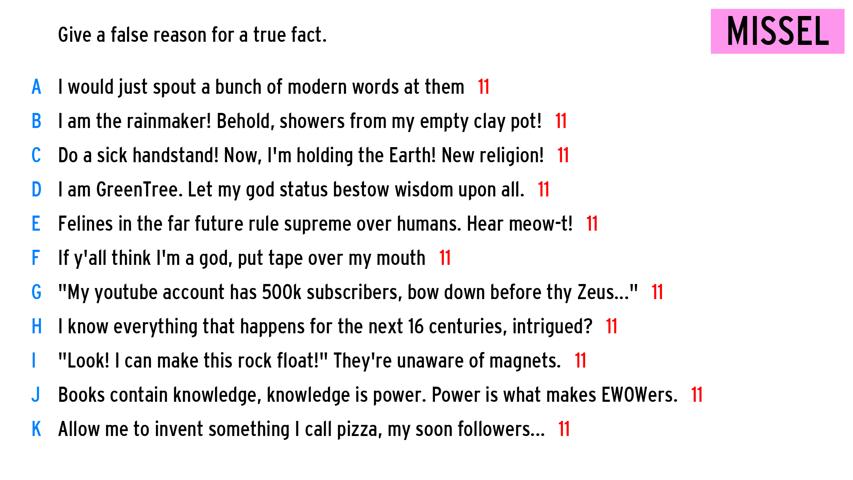 Give a false reason for a true fact.
MISSEL
A I would just spout a bunch of modern words at them 11
B I am the rainmaker! Behold, showers from my empty clay pot! 11
C Do a sick handstand! Now, I'm holding the Earth! New religion! 11
D I am GreenTree. Let my god status bestow wisdom upon all. 11
E Felines in the far future rule supreme over humans. Hear meow-t! 11
F If y'all think I'm a god, put tape over my mouth 11
G "My youtube account has 500k subscribers, bow down before thy Zeus..." 11
H I know everything that happens for the next 16 centuries, intrigued? 11
I "Look! I can make this rock float!" They're unaware of magnets. 11
J Books contain knowledge, knowledge is power. Power is what makes EWOWers. 11
K Allow me to invent something I call pizza, my soon followers... 11